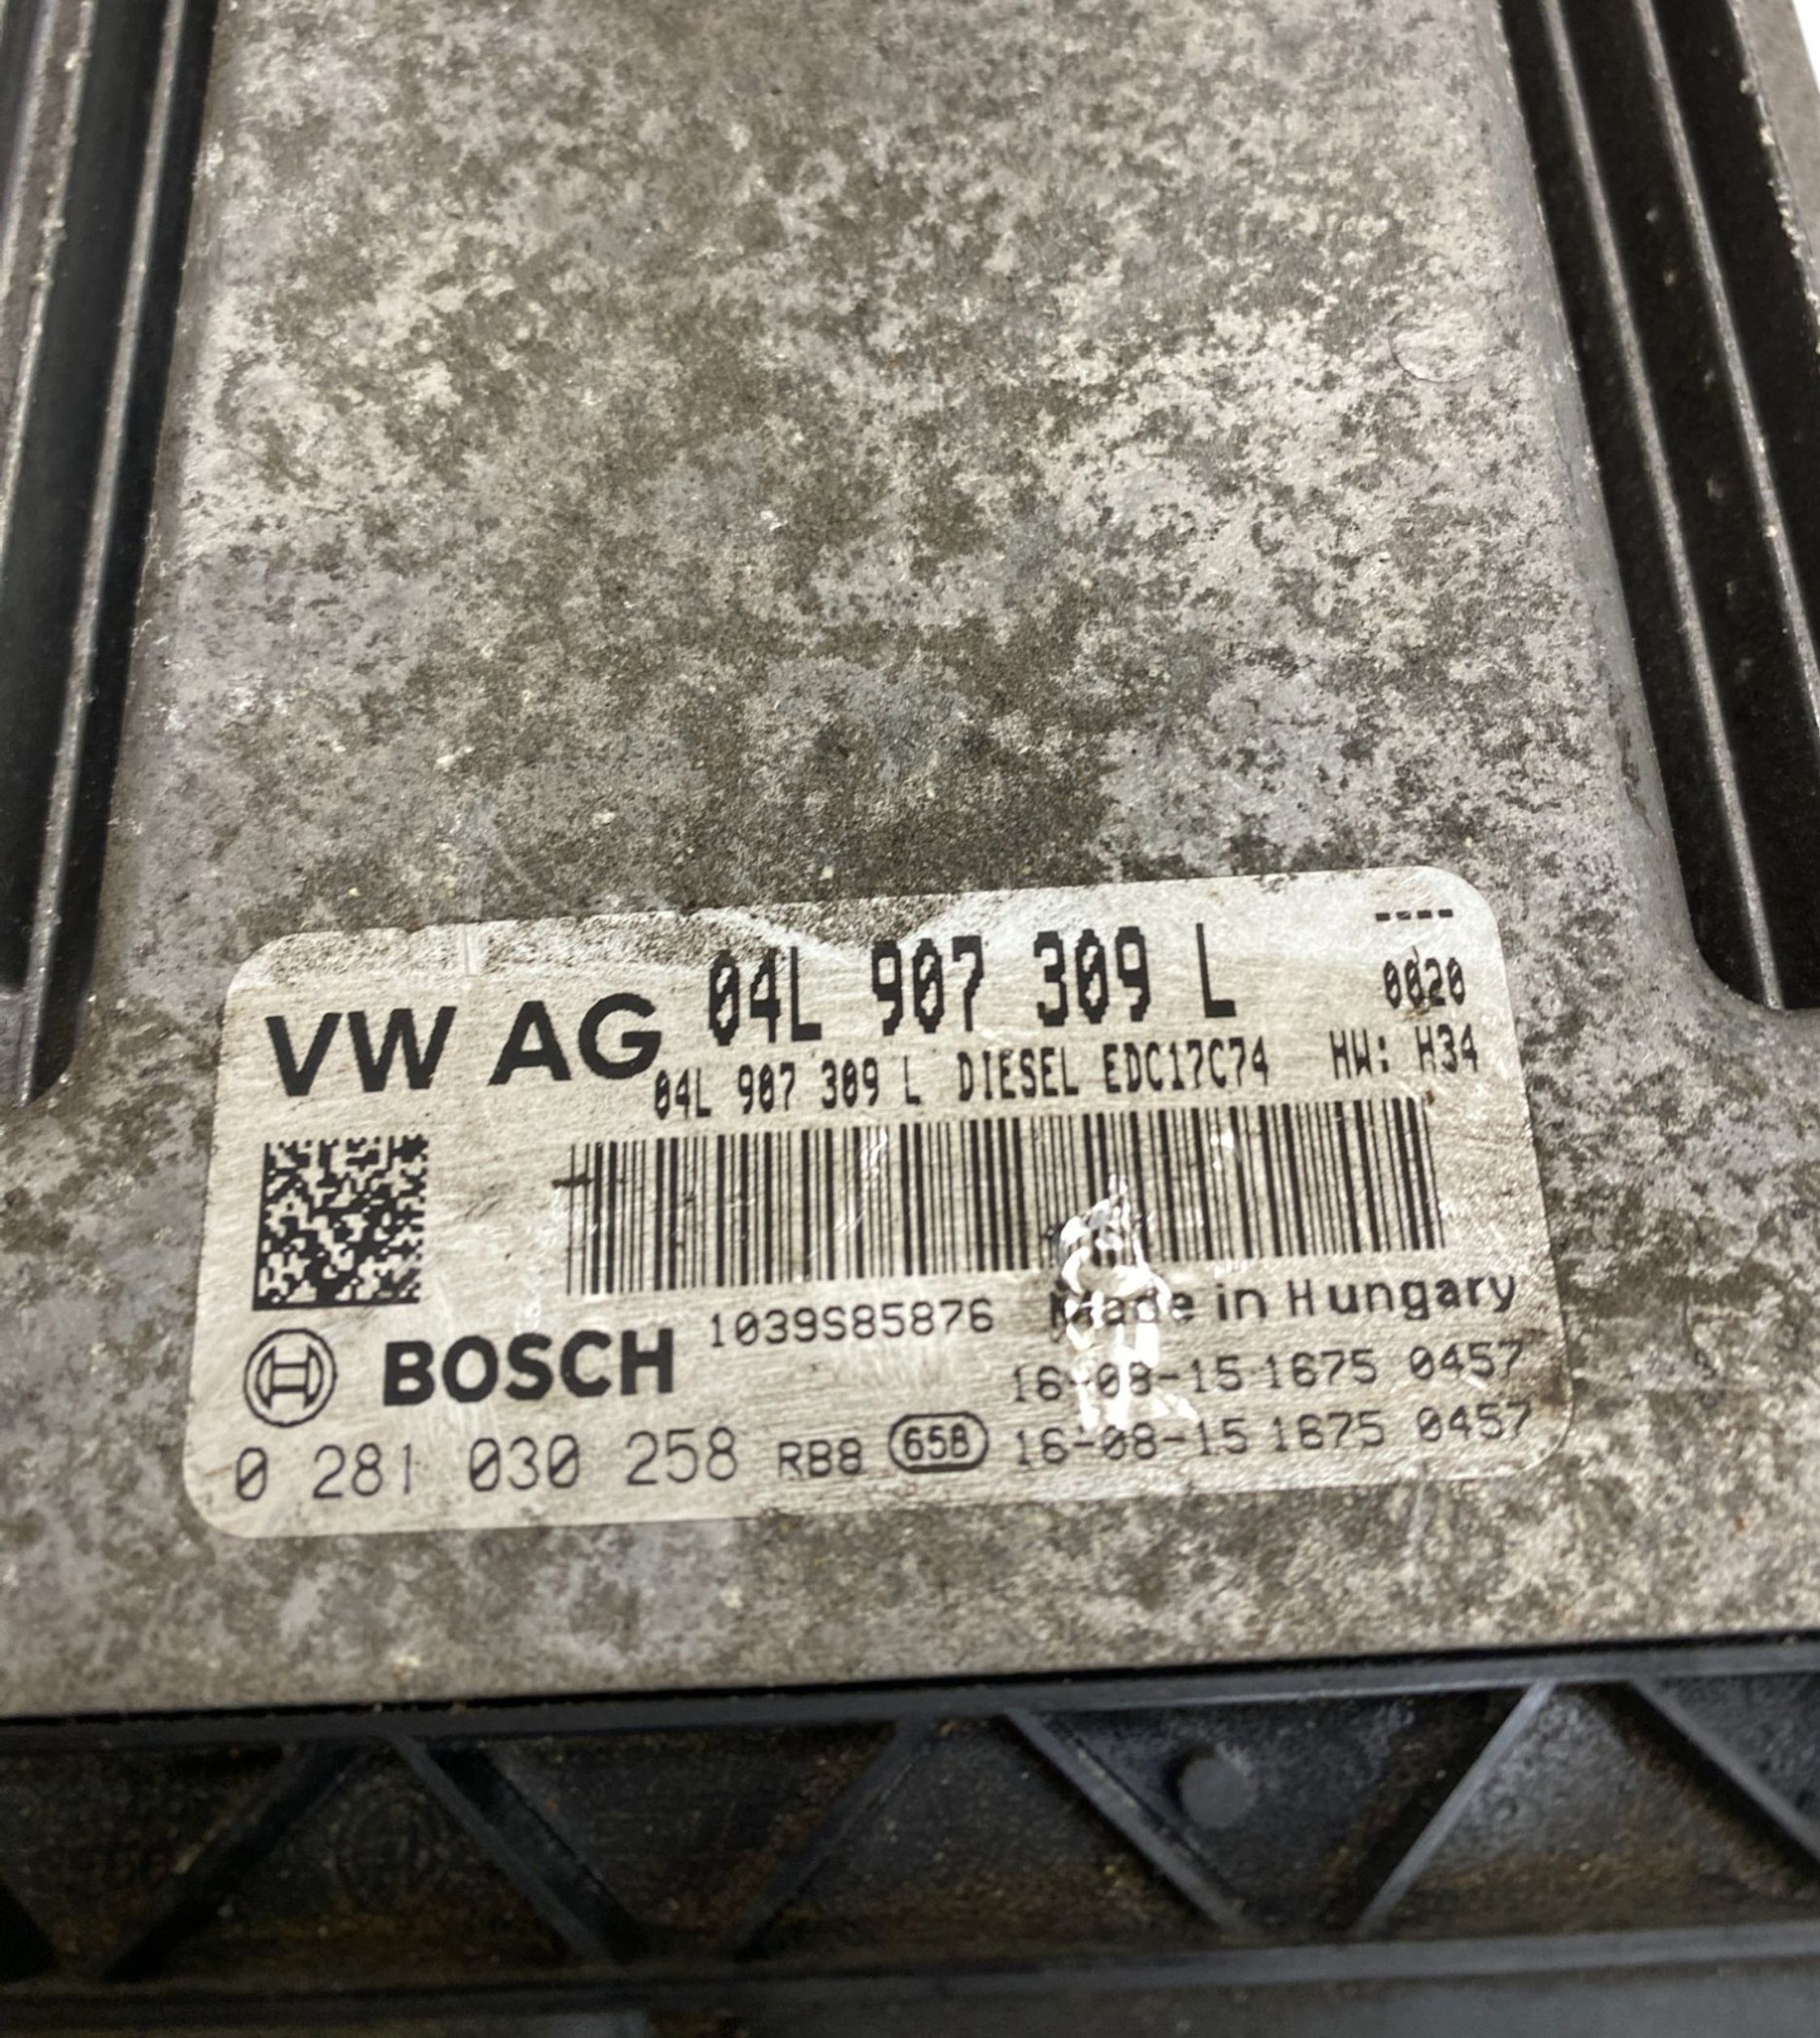 VW AG 04L 907 309 L
----
0020
04L 907 309 L DIESEL EDC17C74 HW: H34
BOSCH 1039S85876 Made in Hungary
16-08-15 1675 0457
0 281 030 258 RB8 65B 16-08-15 1675 0457